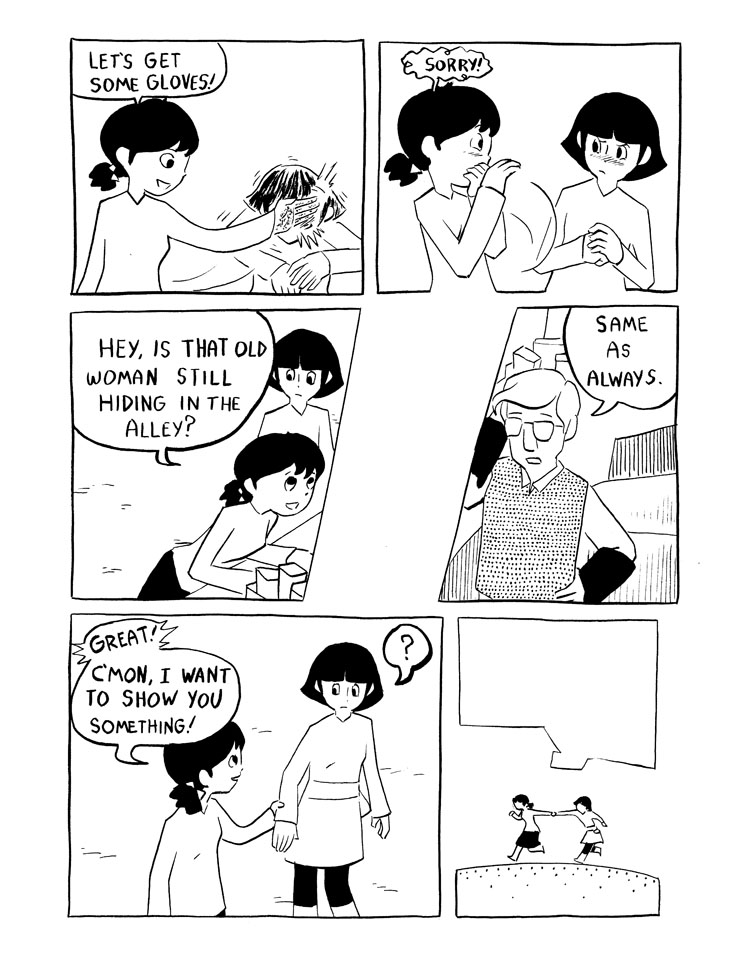 LET'S GET
SOME GLOVES!
SORRY!
HEY, IS THAT OLD
WOMAN STILL
HIDING IN THE
ALLEY?
SAME
AS
ALWAYS.
GREAT!
C'MON, I WANT
TO SHOW YOU
SOMETHING!
?